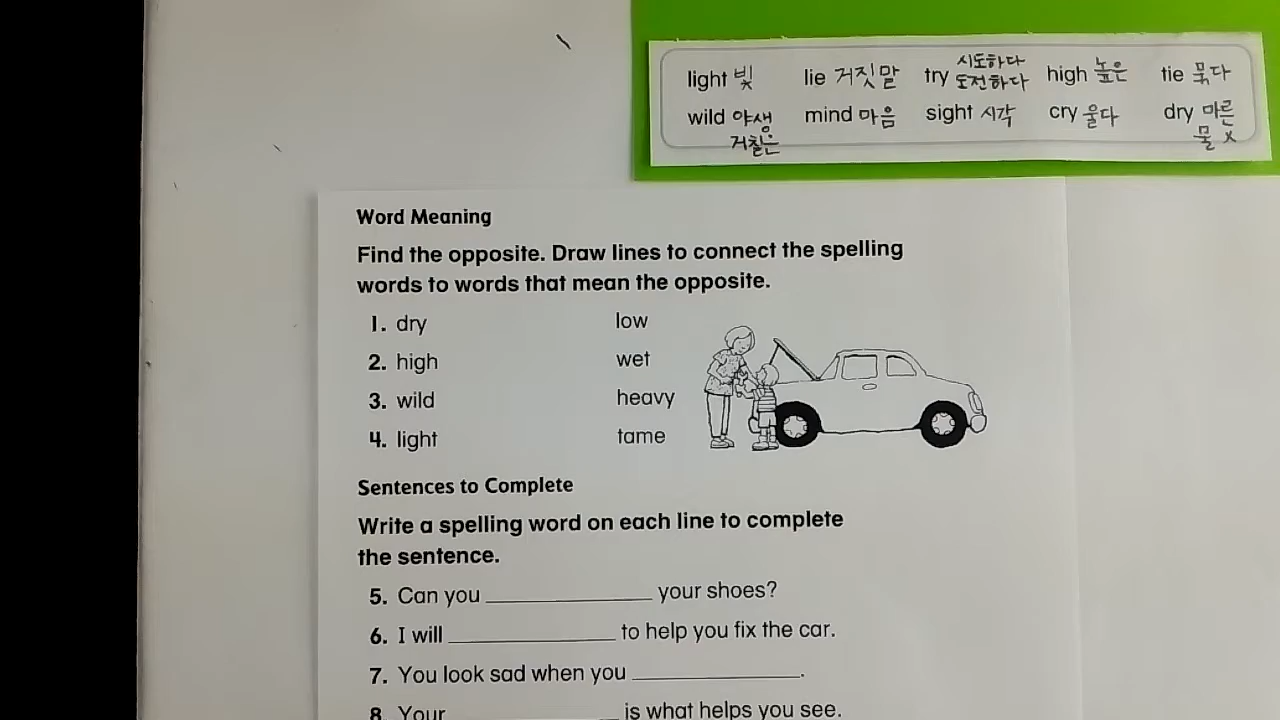 light 빛 lie 거짓말 try 시도하다 도전하다 high 높은 tie 묶다
wild 야생 거칠은 mind 마음 sight 시각 cry 울다 dry 마른 물 x
Word Meaning
Find the opposite. Draw lines to connect the spelling
words to words that mean the opposite.
1. dry low
2. high wet
3. wild heavy
4. light tame
Sentences to Complete
Write a spelling word on each line to complete
the sentence.
5. Can you ____________ your shoes?
6. I will ____________ to help you fix the car.
7. You look sad when you ____________.
8. Your ____________ is what helps you see.